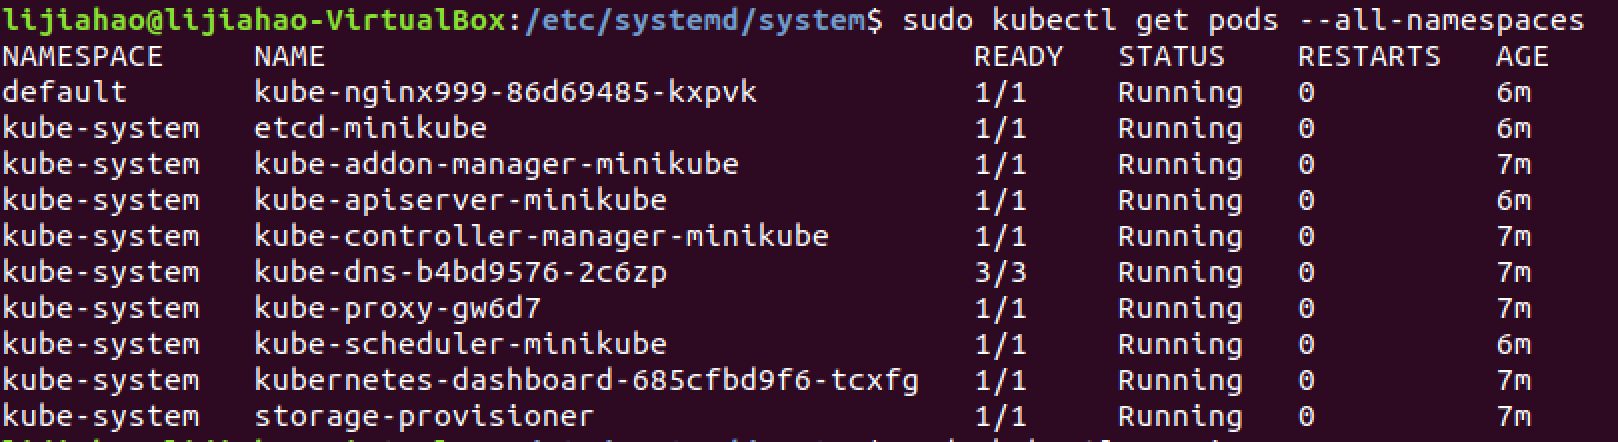 lijiahao@lijiahao-VirtualBox:/etc/systemd/system$ sudo kubectl get pods --all-namespaces
NAMESPACE NAME READY STATUS RESTARTS AGE
default kube-nginx999-86d69485-kxpvk 1/1 Running 0 6m
kube-system etcd-minikube 1/1 Running 0 6m
kube-system kube-addon-manager-minikube 1/1 Running 0 7m
kube-system kube-apiserver-minikube 1/1 Running 0 6m
kube-system kube-controller-manager-minikube 1/1 Running 0 7m
kube-system kube-dns-b4bd9576-2c6zp 3/3 Running 0 7m
kube-system kube-proxy-gw6d7 1/1 Running 0 7m
kube-system kube-scheduler-minikube 1/1 Running 0 6m
kube-system kubernetes-dashboard-685cfbd9f6-tcxfg 1/1 Running 0 7m
kube-system storage-provisioner 1/1 Running 0 7m